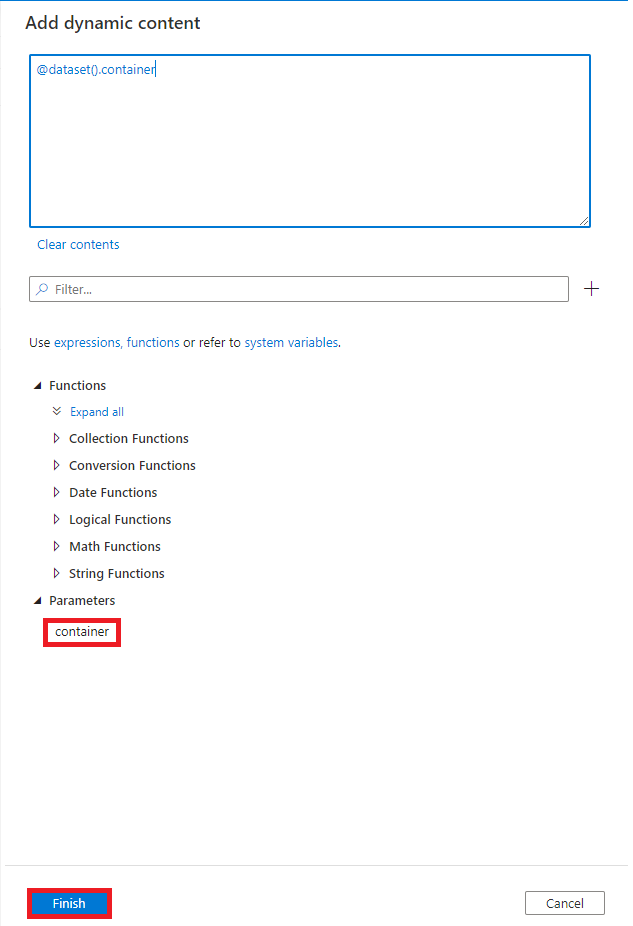 Add dynamic content
@dataset().container
Clear contents
Filter...
Use expressions, functions or refer to system variables.
Functions
Expand all
Collection Functions
Conversion Functions
Date Functions
Logical Functions
Math Functions
String Functions
Parameters
container
Finish
Cancel